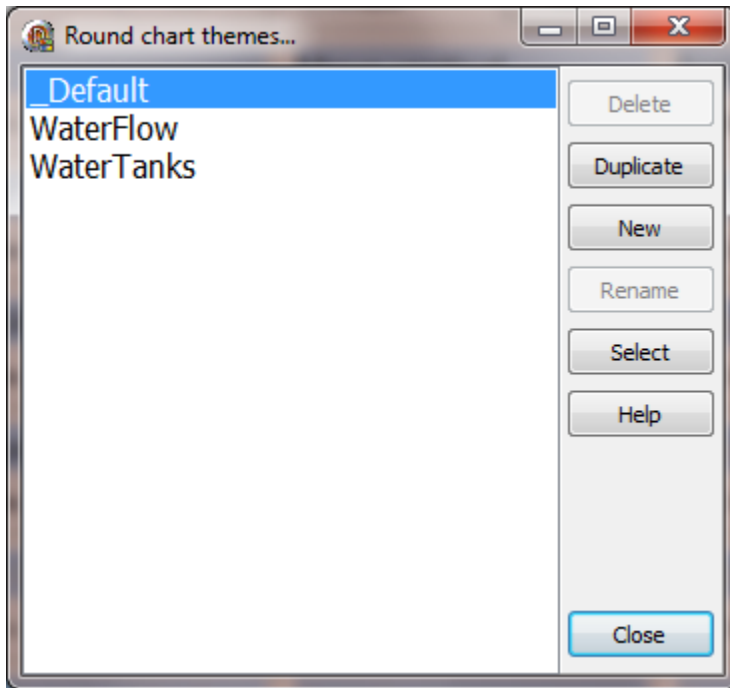 Round chart themes...
_Default
WaterFlow
WaterTanks
Delete
Duplicate
New
Rename
Select
Help
Close